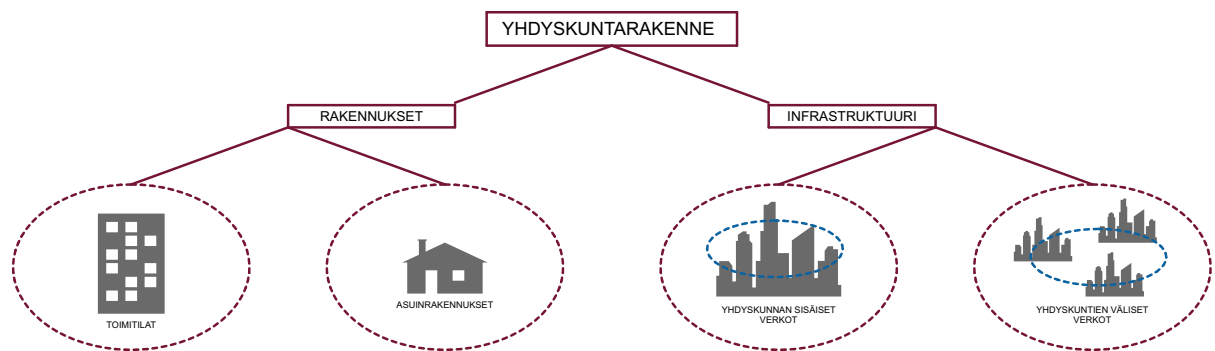 YHDYSKUNTARAKENNE
RAKENNUKSET
INFRASTRUKTUURI
TOIMITILAT
ASUINRAKENNUKSET
YHDYSKUNNAN SISÄISET
VERKOT
YHDYSKUNTIEN VÄLISET
VERKOT